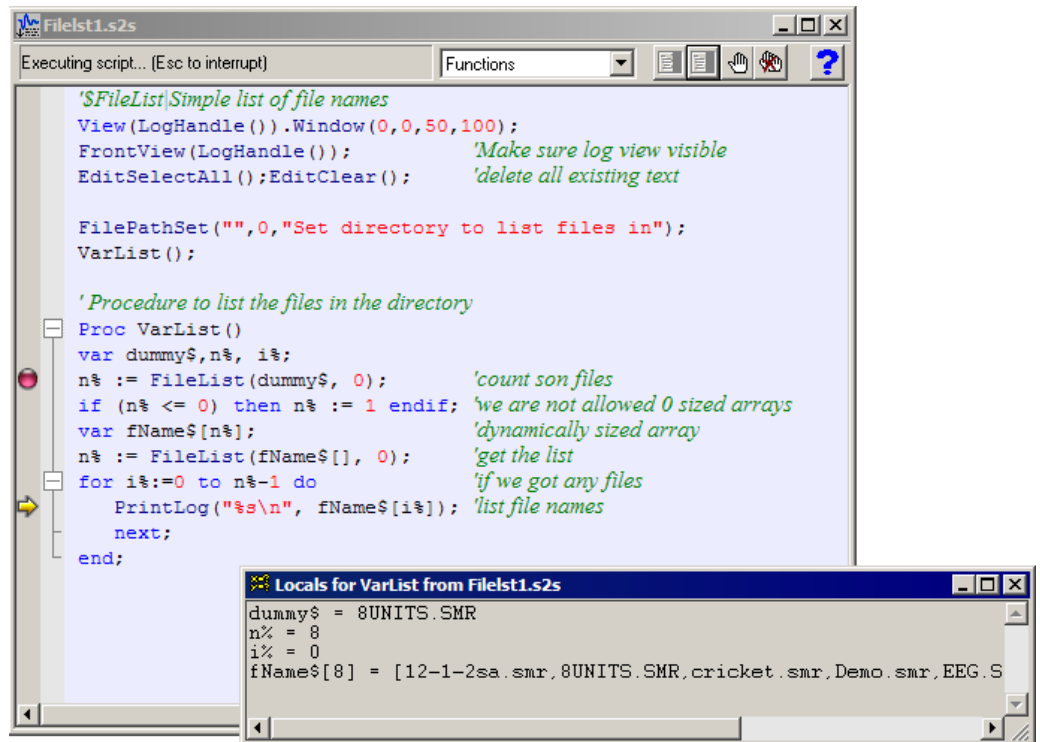 Filelst1.s2s
Executing script... (Esc to interrupt)
Functions
?
'$FileList|Simple list of file names
View(LogHandle()).Window(0,0,50,100);
FrontView(LogHandle()); 'Make sure log view visible
EditSelectAll();EditClear(); 'delete all existing text
FilePathSet("",0,"Set directory to list files in");
VarList();
' Procedure to list the files in the directory
Proc VarList()
var dummy$,n%, i%;
n% := FileList(dummy$, 0); 'count son files
if (n% <= 0) then n% := 1 endif; 'we are not allowed 0 sized arrays
var fName$[n%]; 'dynamically sized array
n% := FileList(fName$[], 0); 'get the list
for i%:=0 to n%-1 do 'if we got any files
PrintLog("%s\n", fName$[i%]); 'list file names
next;
end;
Locals for VarList from Filelst1.s2s
dummy$ = 8UNITS.SMR
n% = 8
i% = 0
fName$[8] = [12-1-2sa.smr,8UNITS.SMR,cricket.smr,Demo.smr,EEG.S